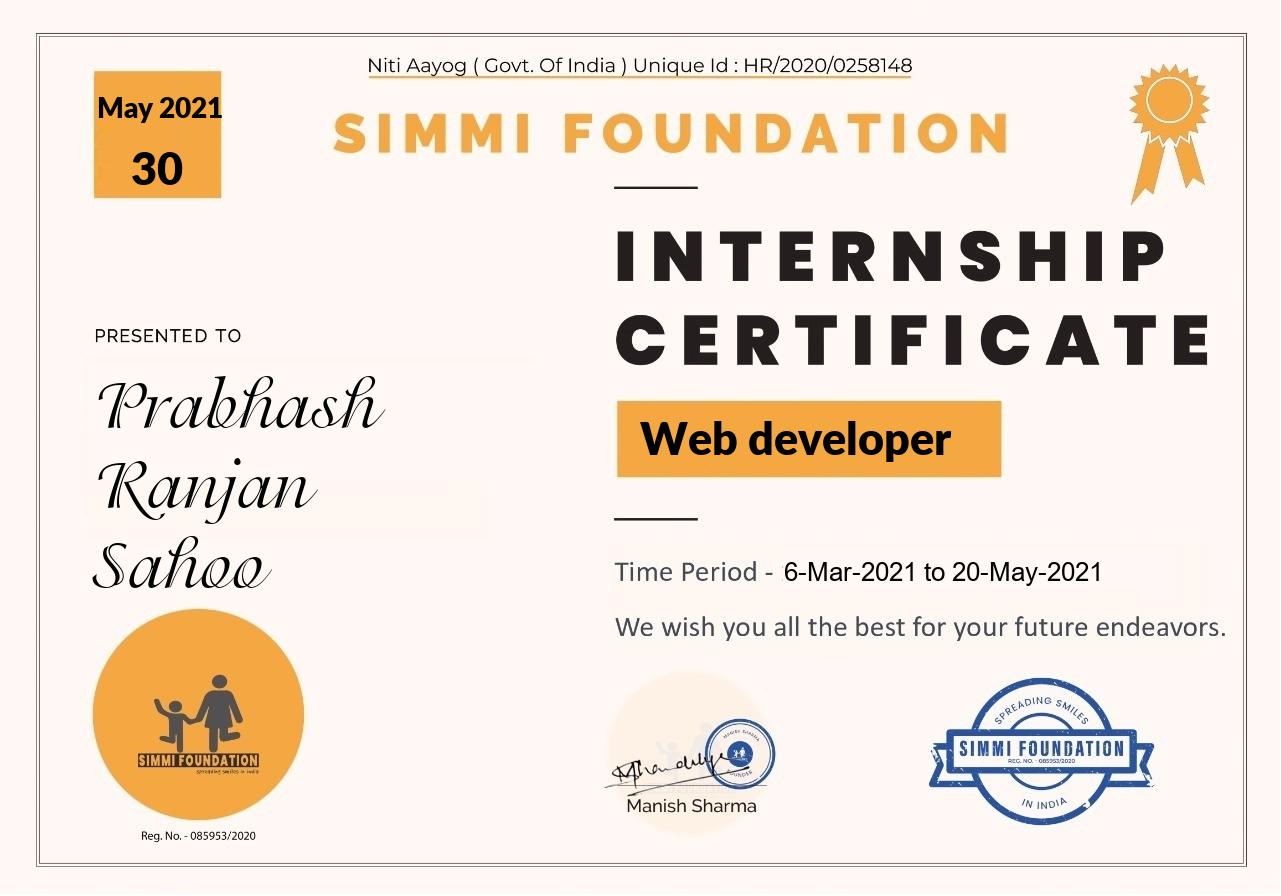 Niti Aayog ( Govt. Of India ) Unique Id : HR/2020/0258148
May 2021
30
SIMMI FOUNDATION
INTERNSHIP
CERTIFICATE
PRESENTED TO
Prabhash
Ranjan
Sahoo
Web developer
Time Period - 6-Mar-2021 to 20-May-2021
We wish you all the best for your future endeavors.
SIMMI FOUNDATION
spreading smiles in india
Reg. No. - 085953/2020
MANISH SHARMA
FOUNDER
Manish Sharma
SPREADING SMILES
SIMMI FOUNDATION
REG. NO. - 085953/2020
IN INDIA